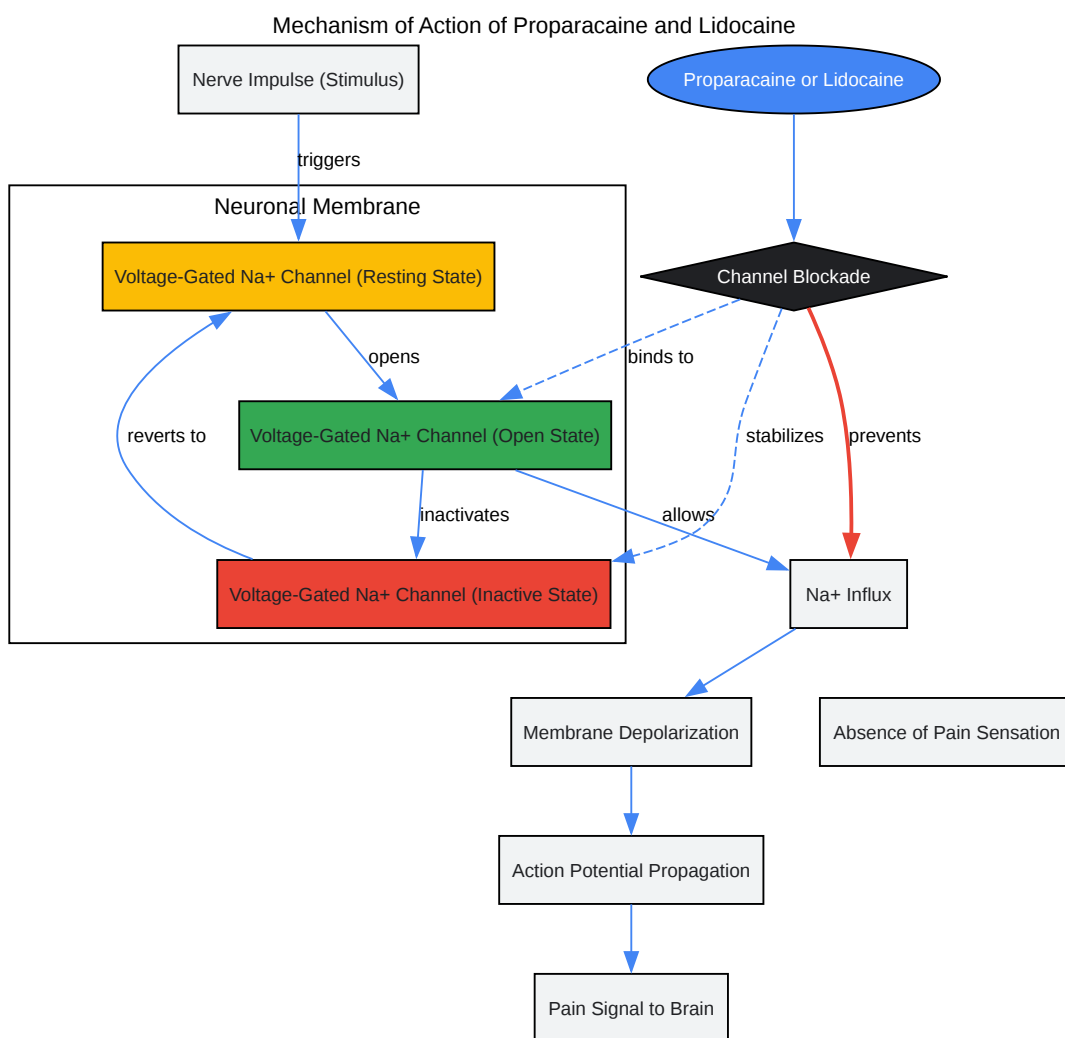 Mechanism of Action of Proparacaine and Lidocaine
Nerve Impulse (Stimulus)
Proparacaine or Lidocaine
triggers
Neuronal Membrane
Voltage-Gated Na+ Channel (Resting State)
Channel Blockade
opens
binds to
Voltage-Gated Na+ Channel (Open State)
reverts to
stabilizes
prevents
inactivates
allows
Voltage-Gated Na+ Channel (Inactive State)
Na+ Influx
Membrane Depolarization
Absence of Pain Sensation
Action Potential Propagation
Pain Signal to Brain